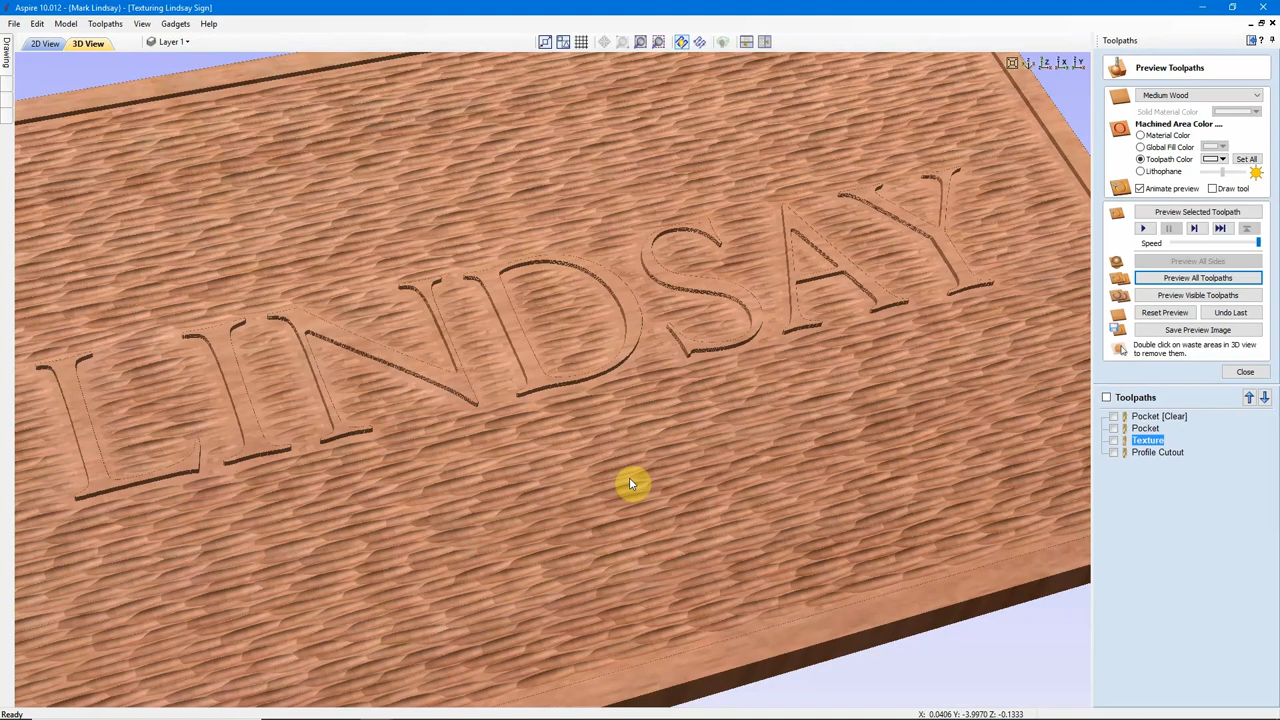 Aspire 10.012 - {Mark Lindsay} - [Texturing Lindsay Sign]
File Edit Model Toolpaths View Gadgets Help
2D View 3D View Layer 1
Drawing
LINDSAY
Toolpaths
Preview Toolpaths
Medium Wood
Solid Material Color
Machined Area Color ....
Material Color
Global Fill Color
Toolpath Color Set All
Lithophane
Animate preview Draw tool
Preview Selected Toolpath
Speed
Preview All Sides
Preview All Toolpaths
Preview Visible Toolpaths
Reset Preview Undo Last
Save Preview Image
Double click on waste areas in 3D view
to remove them.
Close
Toolpaths
Pocket [Clear]
Pocket
Texture
Profile Cutout
Ready X: 0.0406 Y: -3.9970 Z: -0.1333